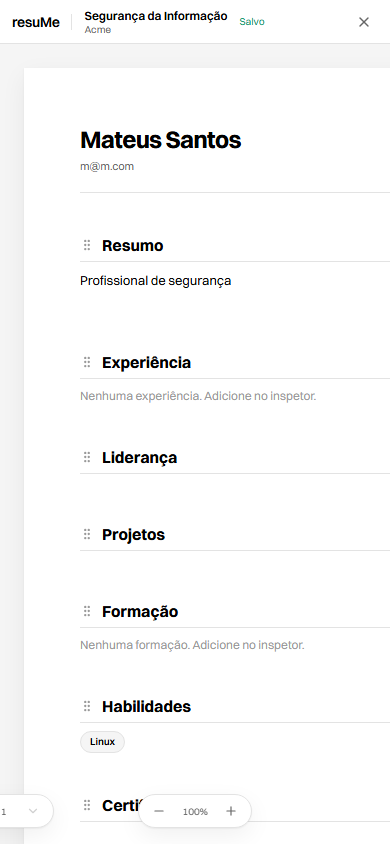 resuMe
Segurança da Informação
Salvo
Acme
Mateus Santos
m@m.com
Resumo
Profissional de segurança
Experiência
Nenhuma experiência. Adicione no inspetor.
Liderança
Projetos
Formação
Nenhuma formação. Adicione no inspetor.
Habilidades
Linux
1
100%